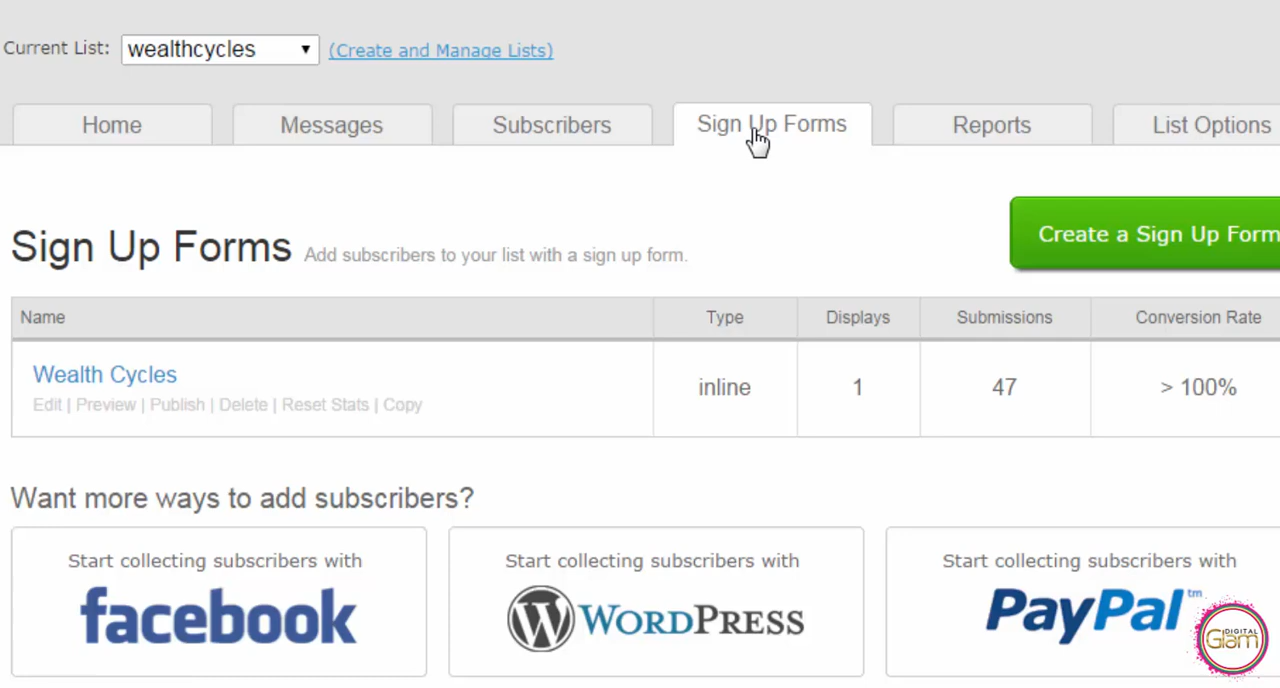 Current List: wealthcycles (Create and Manage Lists)
Home Messages Subscribers Sign Up Forms Reports List Options
Sign Up Forms Add subscribers to your list with a sign up form.
Create a Sign Up Form
Name Type Displays Submissions Conversion Rate
Wealth Cycles inline 1 47 > 100%
Edit | Preview | Publish | Delete | Reset Stats | Copy
Want more ways to add subscribers?
Start collecting subscribers with Start collecting subscribers with Start collecting subscribers with
facebook WORDPRESS PayPal™
DIGITAL
Glam